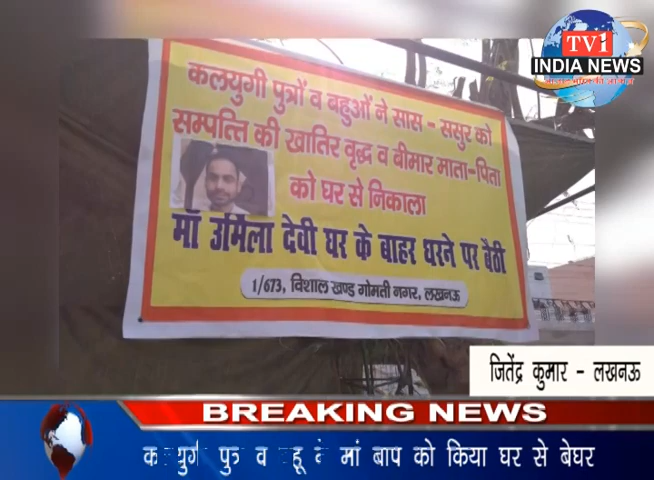 TV1
INDIA NEWS
कलयुगी पुत्रों व बहुओं ने सास - ससुर को
सम्पत्ति की खातिर वृद्ध व बीमार माता-पिता
को घर से निकाला
माँ उर्मिला देवी घर के बाहर धरने पर बैठी
1/673, विशाल खण्ड गोमती नगर, लखनऊ
जितेंद्र कुमार - लखनऊ
BREAKING NEWS
पुत्र व मां बाप को किया घर से बेघर